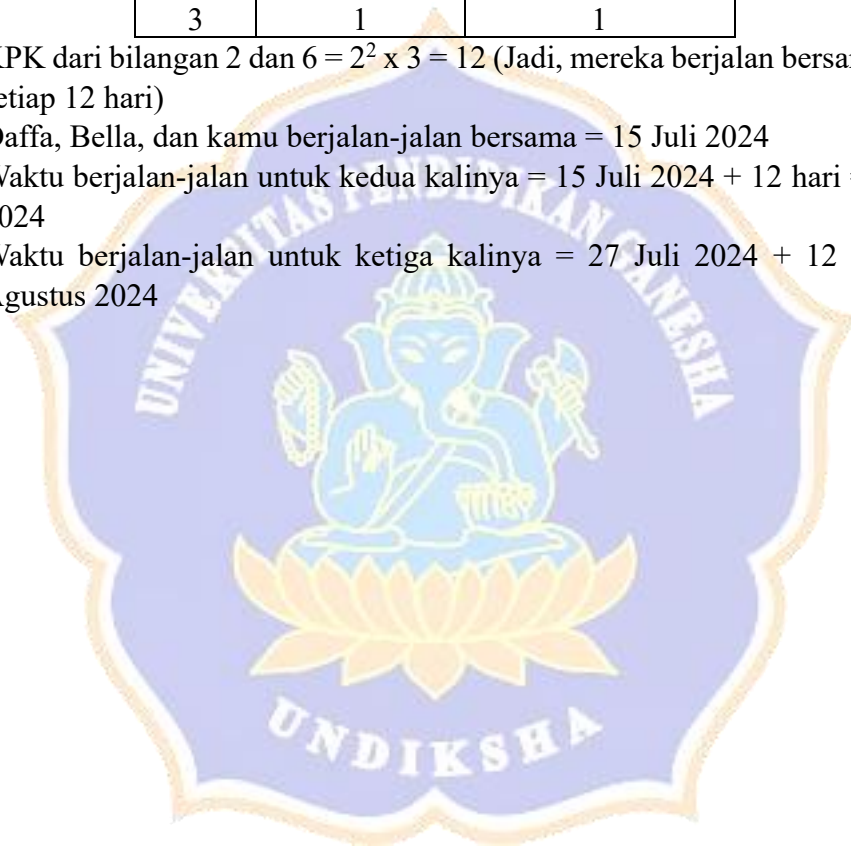 3 1 1
KPK dari bilangan 2 dan 6 = 2² x 3 = 12 (Jadi, mereka berjalan bersa
etiap 12 hari)
Daffa, Bella, dan kamu berjalan-jalan bersama = 15 Juli 2024
Waktu berjalan-jalan untuk kedua kalinya = 15 Juli 2024 + 12 hari =
024
Waktu berjalan-jalan untuk ketiga kalinya = 27 Juli 2024 + 12
Agustus 2024
UNIVERSITAS PENDIDIKAN GANESHA
UNDIKSHA